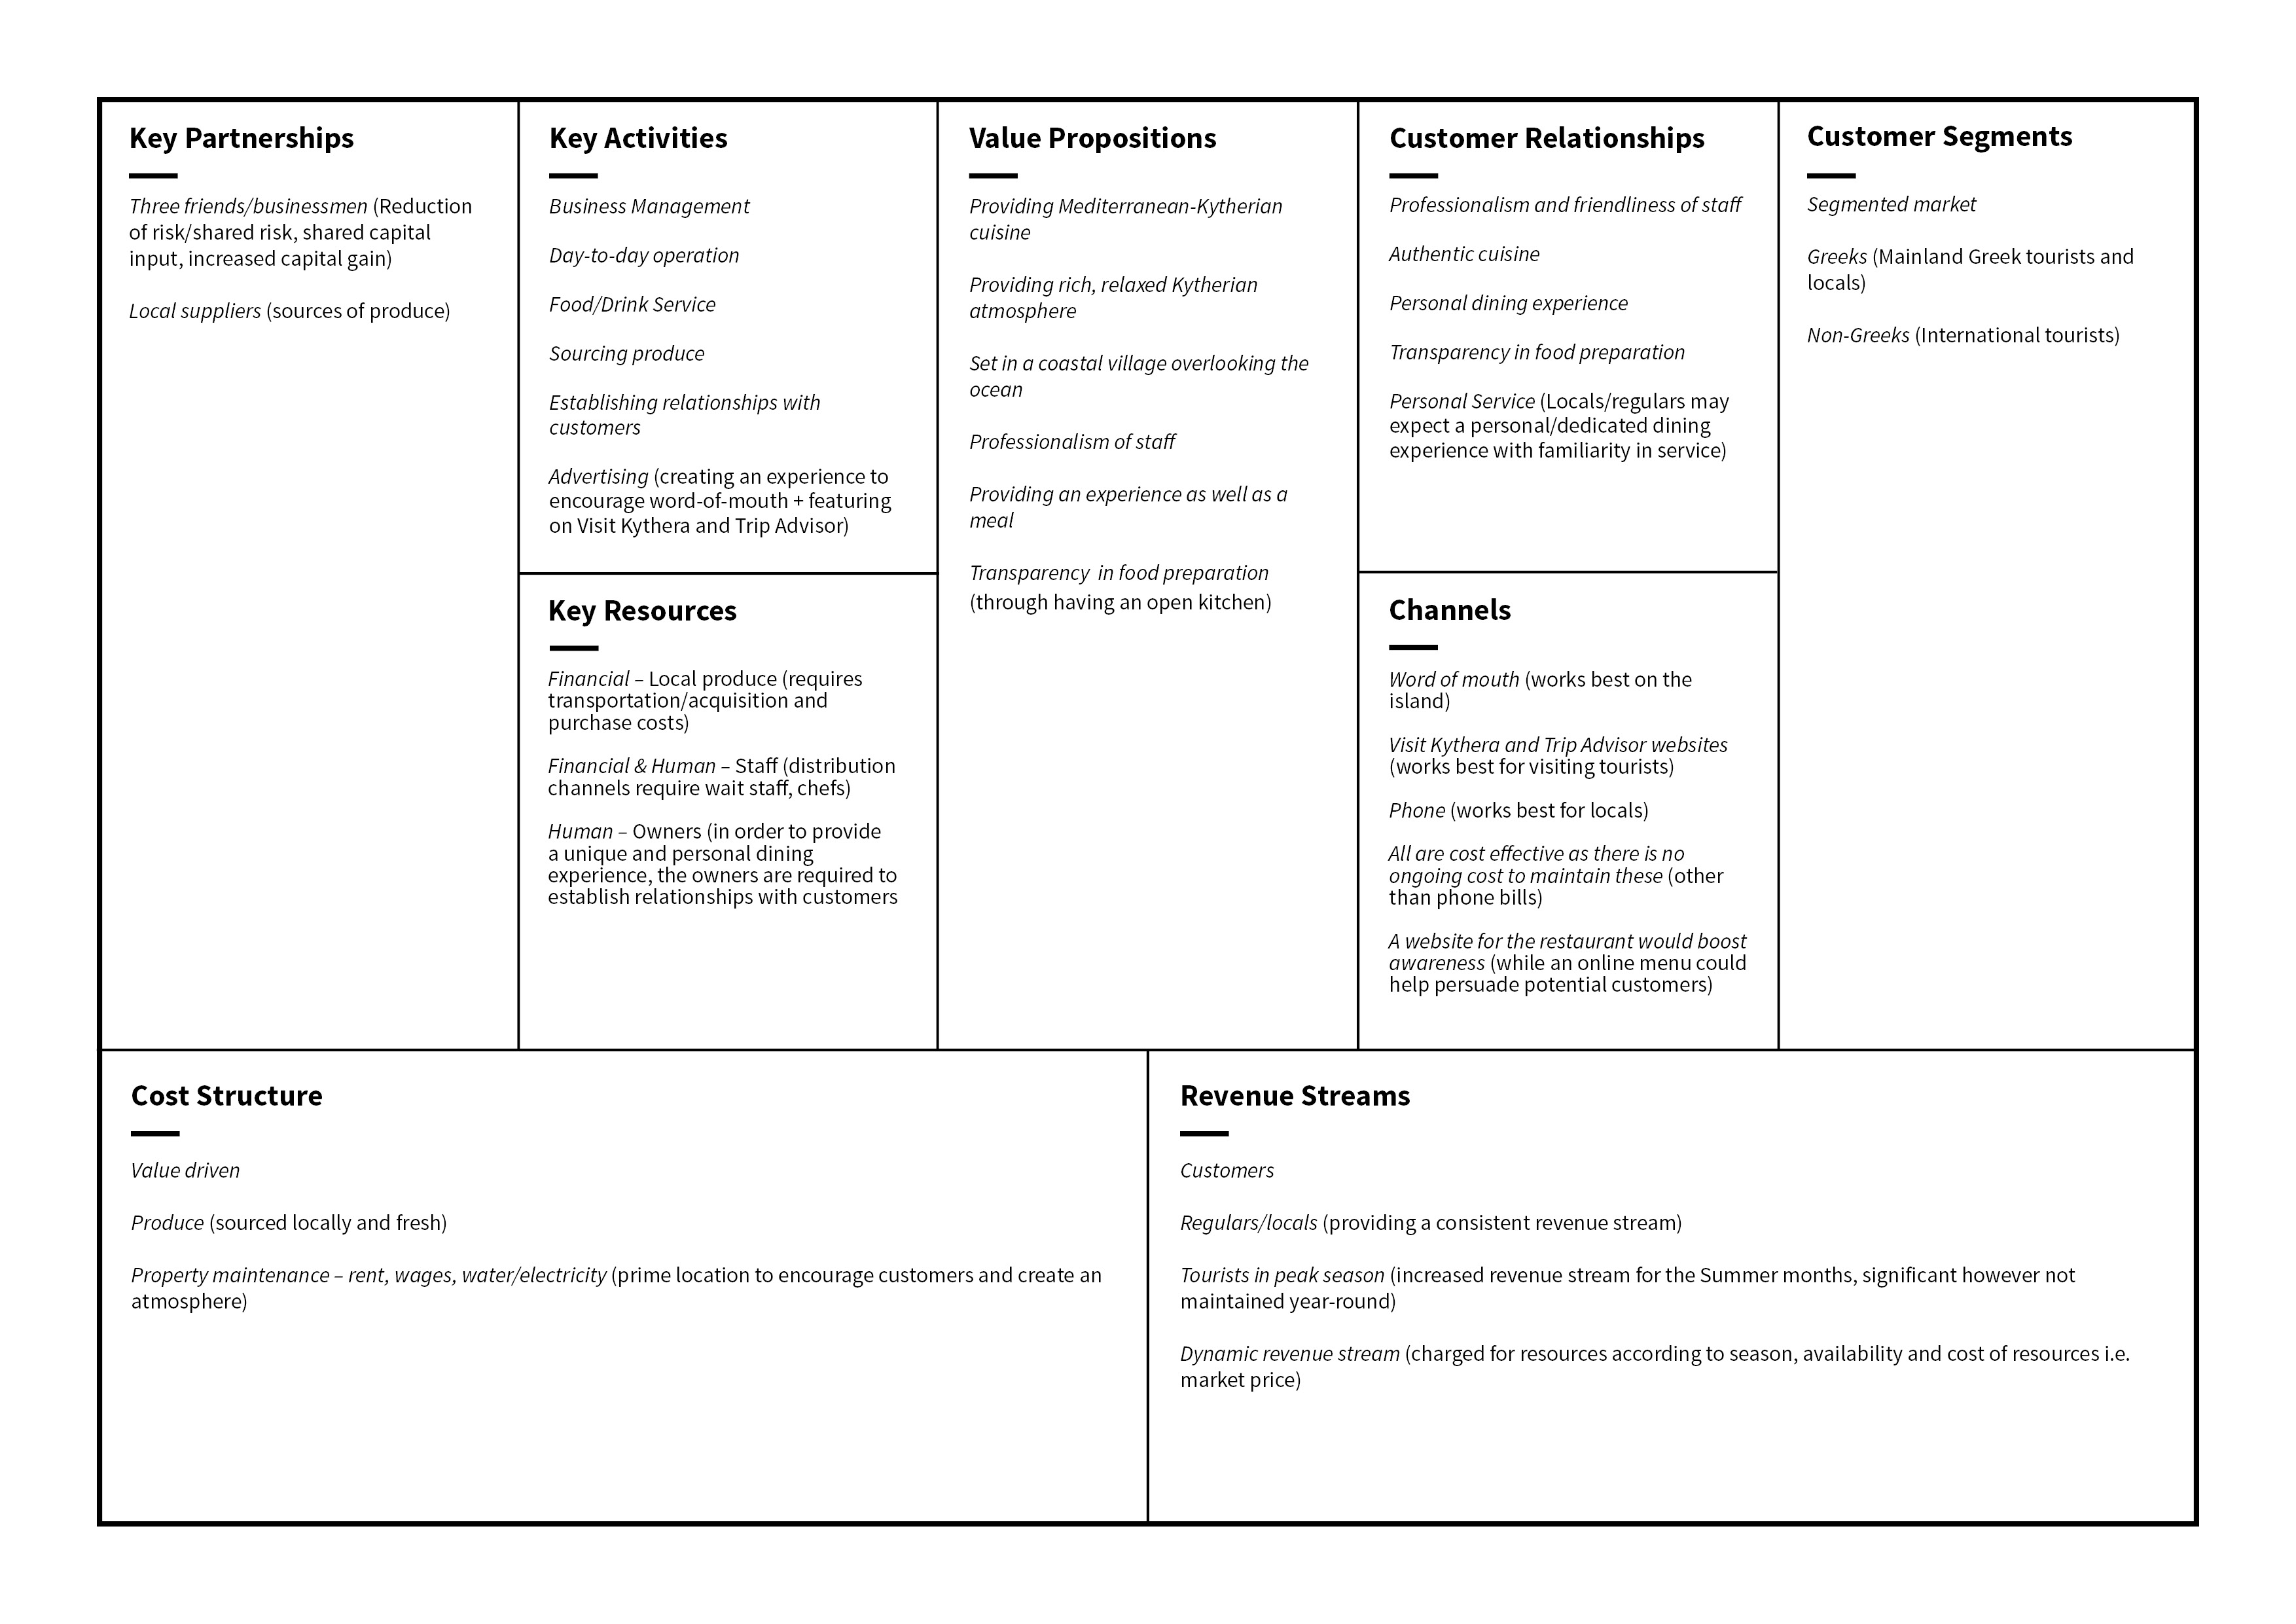 Key Partnerships
Three friends/businessmen (Reduction
of risk/shared risk, shared capital
input, increased capital gain)
Local suppliers (sources of produce)
Key Activities
Business Management
Day-to-day operation
Food/Drink Service
Sourcing produce
Establishing relationships with
customers
Advertising (creating an experience to
encourage word-of-mouth + featuring
on Visit Kythera and Trip Advisor)
Key Resources
Financial – Local produce (requires
transportation/acquisition and
purchase costs)
Financial & Human – Staff (distribution
channels require wait staff, chefs)
Human – Owners (in order to provide
a unique and personal dining
experience, the owners are required to
establish relationships with customers
Value Propositions
Providing Mediterranean-Kytherian
cuisine
Providing rich, relaxed Kytherian
atmosphere
Set in a coastal village overlooking the
ocean
Professionalism of staff
Providing an experience as well as a
meal
Transparency in food preparation
(through having an open kitchen)
Customer Relationships
Professionalism and friendliness of staff
Authentic cuisine
Personal dining experience
Transparency in food preparation
Personal Service (Locals/regulars may
expect a personal/dedicated dining
experience with familiarity in service)
Channels
Word of mouth (works best on the
island)
Visit Kythera and Trip Advisor websites
(works best for visiting tourists)
Phone (works best for locals)
All are cost effective as there is no
ongoing cost to maintain these (other
than phone bills)
A website for the restaurant would boost
awareness (while an online menu could
help persuade potential customers)
Customer Segments
Segmented market
Greeks (Mainland Greek tourists and
locals)
Non-Greeks (International tourists)
Cost Structure
Value driven
Produce (sourced locally and fresh)
Property maintenance – rent, wages, water/electricity (prime location to encourage customers and create an
atmosphere)
Revenue Streams
Customers
Regulars/locals (providing a consistent revenue stream)
Tourists in peak season (increased revenue stream for the Summer months, significant however not
maintained year-round)
Dynamic revenue stream (charged for resources according to season, availability and cost of resources i.e.
market price)